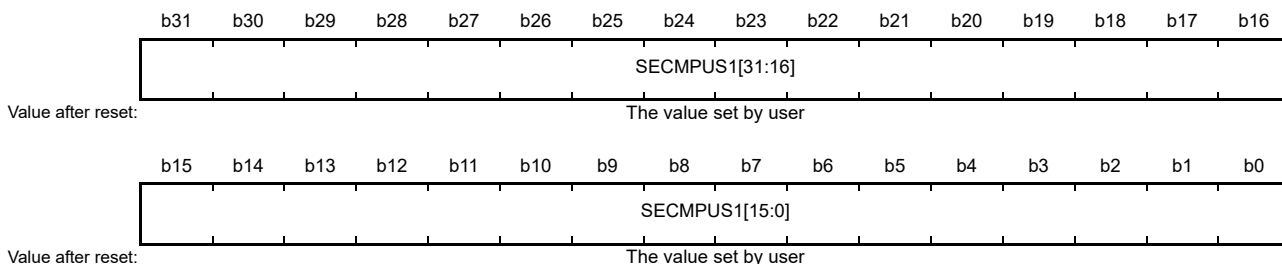 b31 b30 b29 b28 b27 b26 b25 b24 b23 b22 b21 b20 b19 b18 b17 b16
SECMPUS1[31:16]
Value after reset: The value set by user
b15 b14 b13 b12 b11 b10 b9 b8 b7 b6 b5 b4 b3 b2 b1 b0
SECMPUS1[15:0]
Value after reset: The value set by user